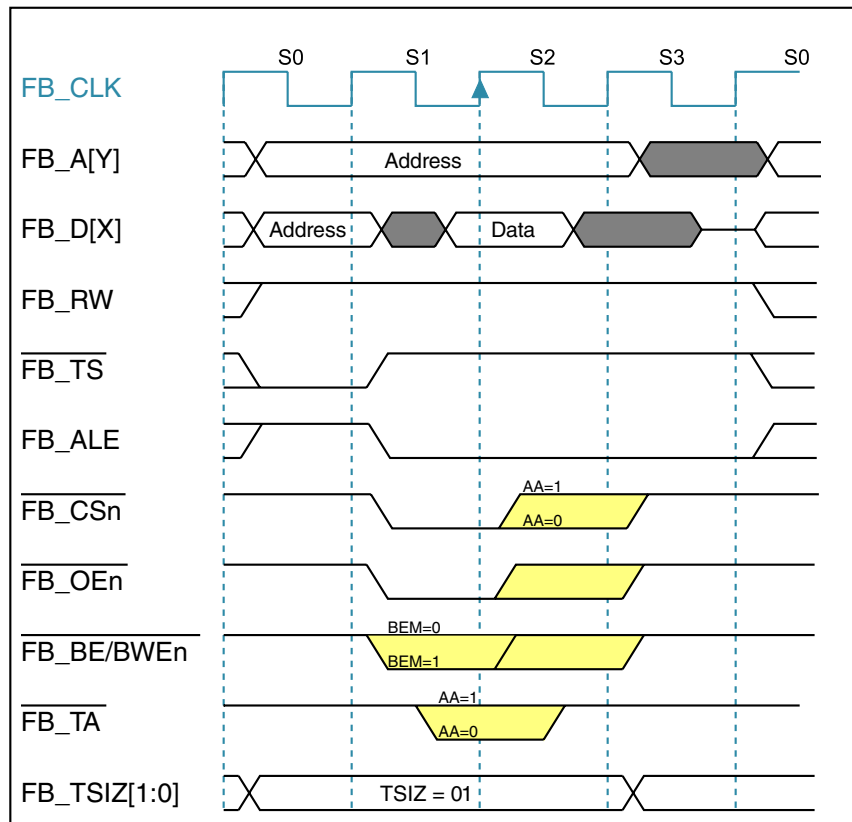 S0 S1 S2 S3 S0
FB_CLK
FB_A[Y] Address
FB_D[X] Address Data
FB_RW
FB_TS
FB_ALE
FB_CSn AA=1
AA=0
FB_OEn
FB_BE/BWEn BEM=0
BEM=1
FB_TA AA=1
AA=0
FB_TSIZ[1:0] TSIZ = 01